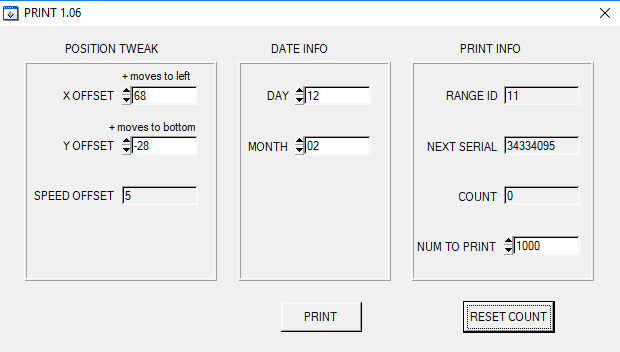 PRINT 1.06
POSITION TWEAK
+ moves to left
X OFFSET 68
+ moves to bottom
Y OFFSET -28
SPEED OFFSET 5
DATE INFO
DAY 12
MONTH 02
PRINT INFO
RANGE ID 11
NEXT SERIAL 34334095
COUNT 0
NUM TO PRINT 1000
PRINT
RESET COUNT